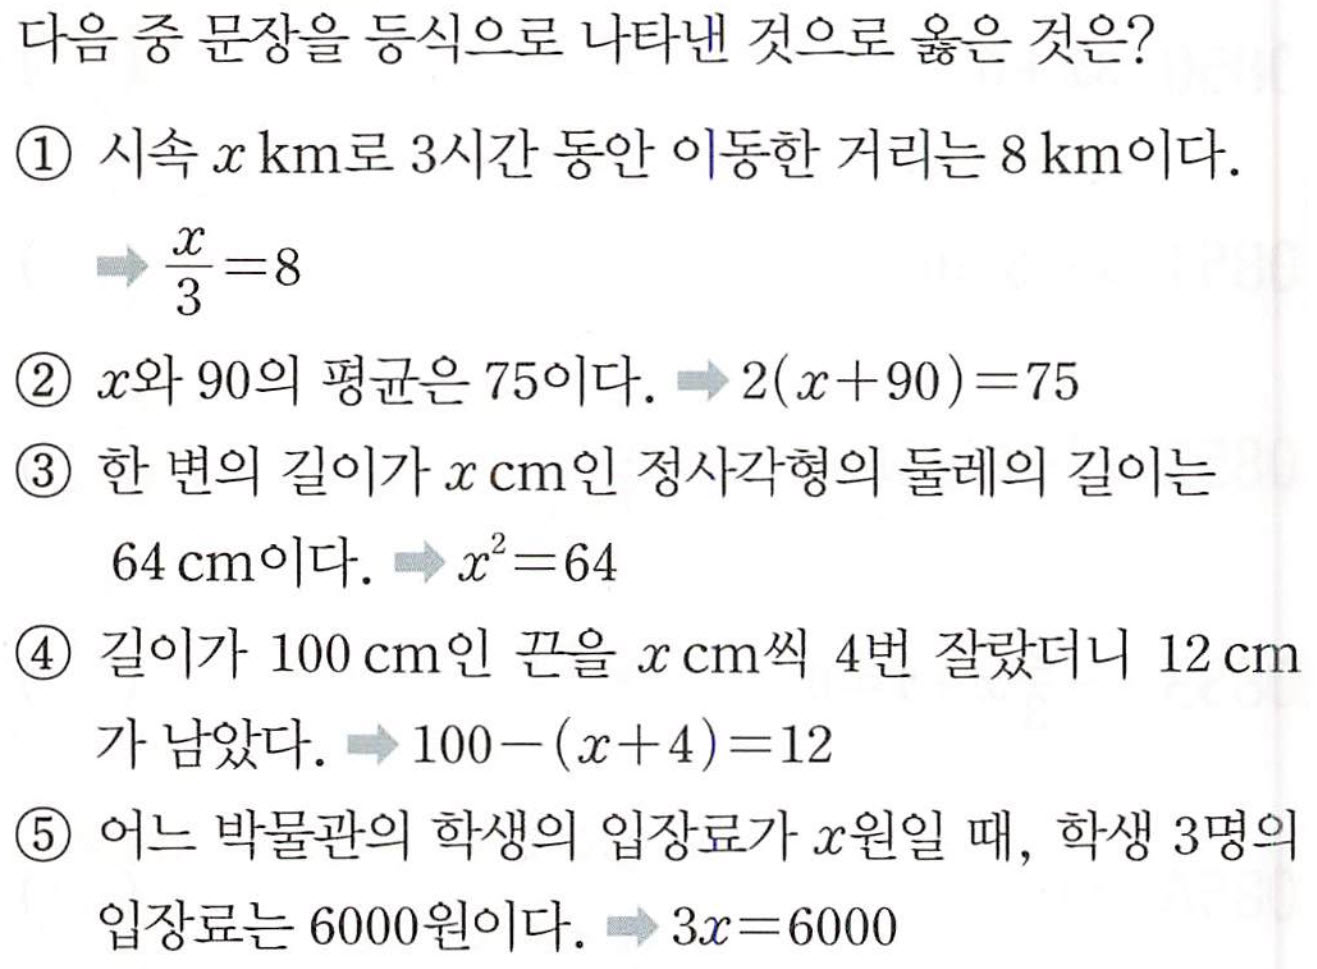 다음 중 문장을 등식으로 나타낸 것으로 옳은 것은?
① 시속 x km로 3시간 동안 이동한 거리는 8 km이다.
➡ x/3=8
② x와 90의 평균은 75이다. ➡ 2(x+90)=75
③ 한 변의 길이가 x cm인 정사각형의 둘레의 길이는
64 cm이다. ➡ x²=64
④ 길이가 100 cm인 끈을 x cm씩 4번 잘랐더니 12 cm
가 남았다. ➡ 100-(x+4)=12
⑤ 어느 박물관의 학생의 입장료가 x원일 때, 학생 3명의
입장료는 6000원이다. ➡ 3x=6000